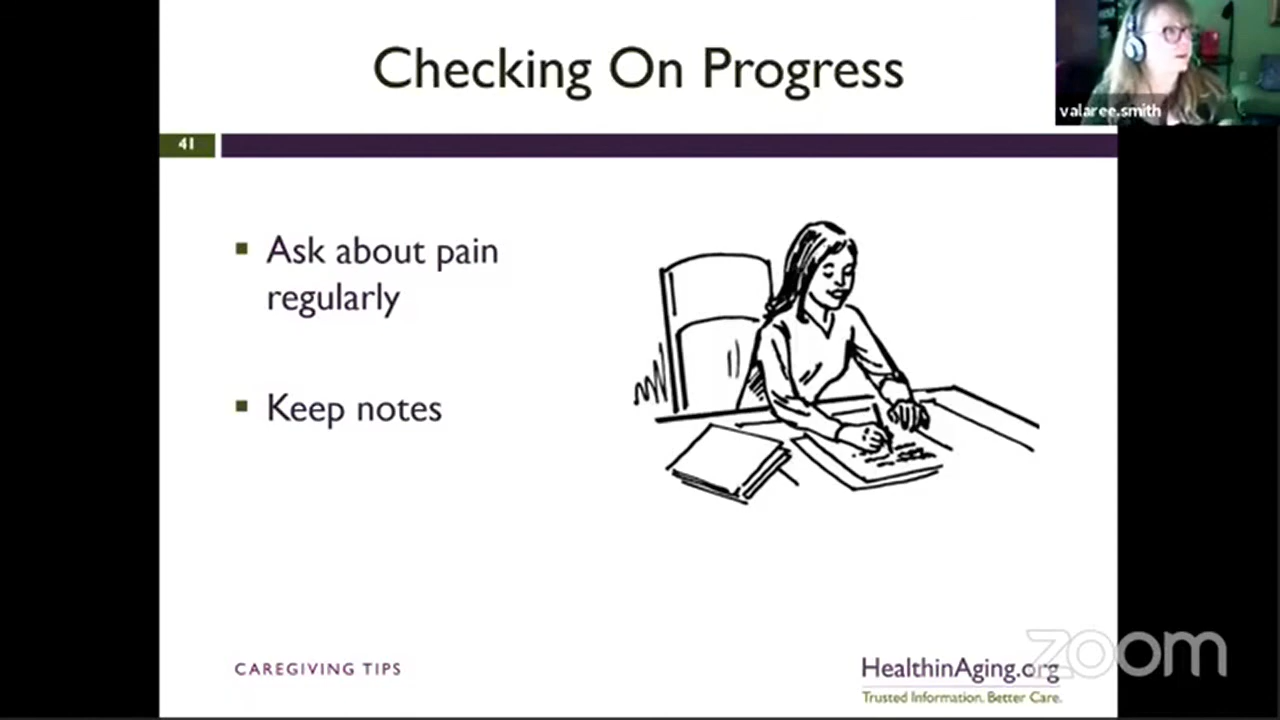 Checking On Progress
valaree.smith
41
Ask about pain
regularly
Keep notes
CAREGIVING TIPS
HealthinAging.org
Trusted Information. Better Care.
zoom